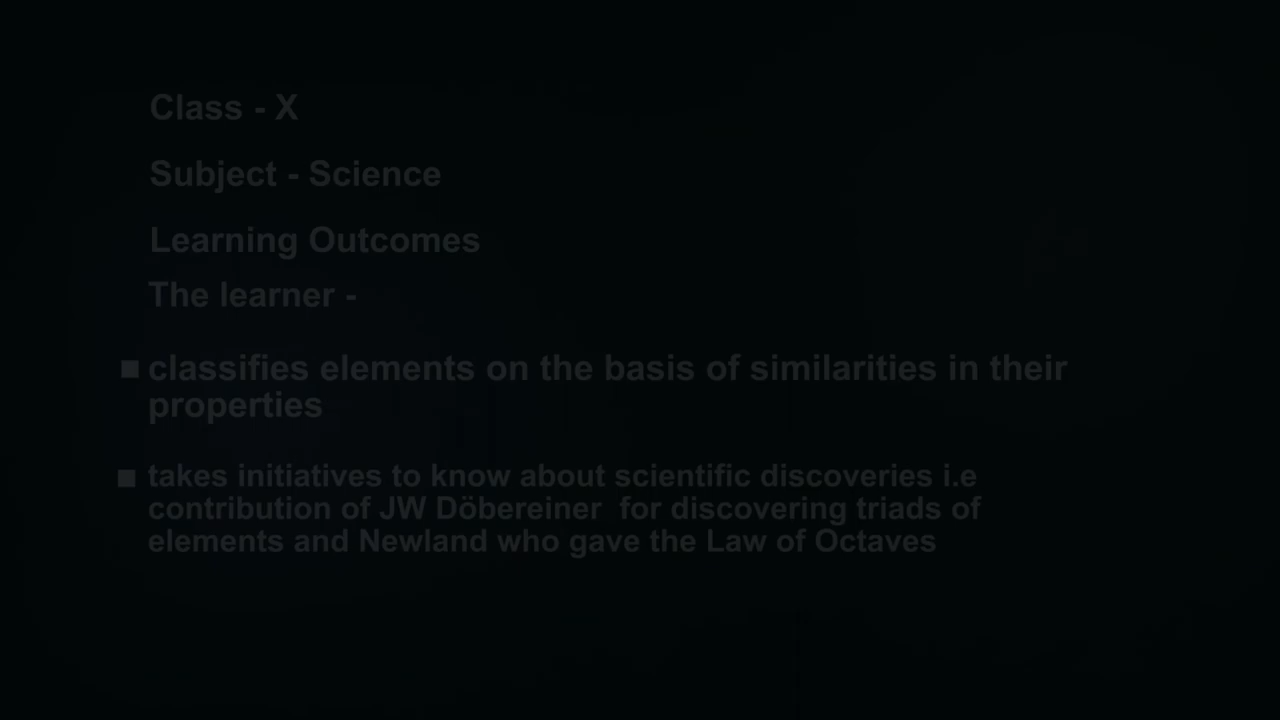 Class - X
Subject - Science
Learning Outcomes
The learner -
■ classifies elements on the basis of similarities in their
properties
■ takes initiatives to know about scientific discoveries i.e
contribution of JW Döbereiner  for discovering triads of
elements and Newland who gave the Law of Octaves